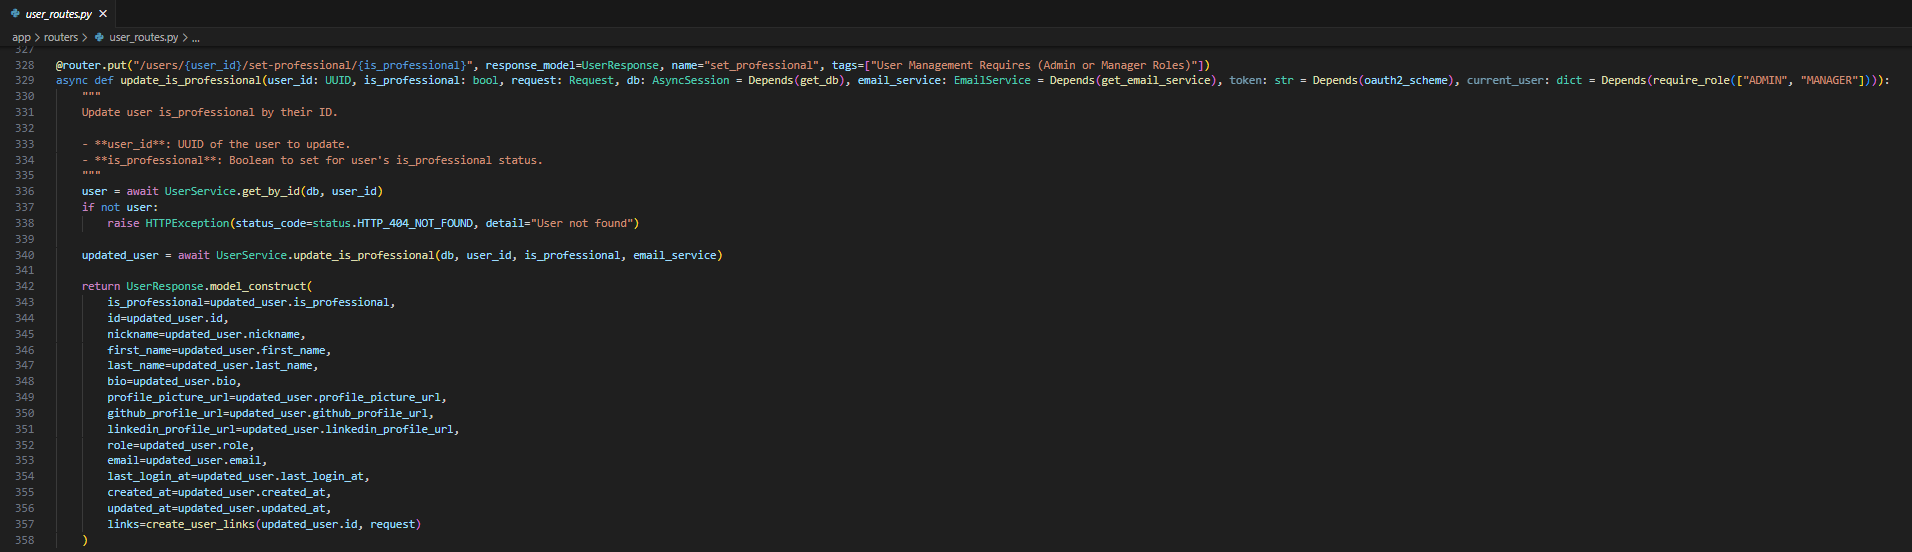 user_routes.py ×
app > routers > user_routes.py > ...
327
328 @router.put("/users/{user_id}/set-professional/{is_professional}", response_model=UserResponse, name="set_professional", tags=["User Management Requires (Admin or Manager Roles)"])
329 async def update_is_professional(user_id: UUID, is_professional: bool, request: Request, db: AsyncSession = Depends(get_db), email_service: EmailService = Depends(get_email_service), token: str = Depends(oauth2_scheme), current_user: dict = Depends(require_role(["ADMIN", "MANAGER"]))):
330     """
331     Update user is_professional by their ID.
332
333     - **user_id**: UUID of the user to update.
334     - **is_professional**: Boolean to set for user's is_professional status.
335     """
336     user = await UserService.get_by_id(db, user_id)
337     if not user:
338         raise HTTPException(status_code=status.HTTP_404_NOT_FOUND, detail="User not found")
339
340     updated_user = await UserService.update_is_professional(db, user_id, is_professional, email_service)
341
342     return UserResponse.model_construct(
343         is_professional=updated_user.is_professional,
344         id=updated_user.id,
345         nickname=updated_user.nickname,
346         first_name=updated_user.first_name,
347         last_name=updated_user.last_name,
348         bio=updated_user.bio,
349         profile_picture_url=updated_user.profile_picture_url,
350         github_profile_url=updated_user.github_profile_url,
351         linkedin_profile_url=updated_user.linkedin_profile_url,
352         role=updated_user.role,
353         email=updated_user.email,
354         last_login_at=updated_user.last_login_at,
355         created_at=updated_user.created_at,
356         updated_at=updated_user.updated_at,
357         links=create_user_links(updated_user.id, request)
358     )